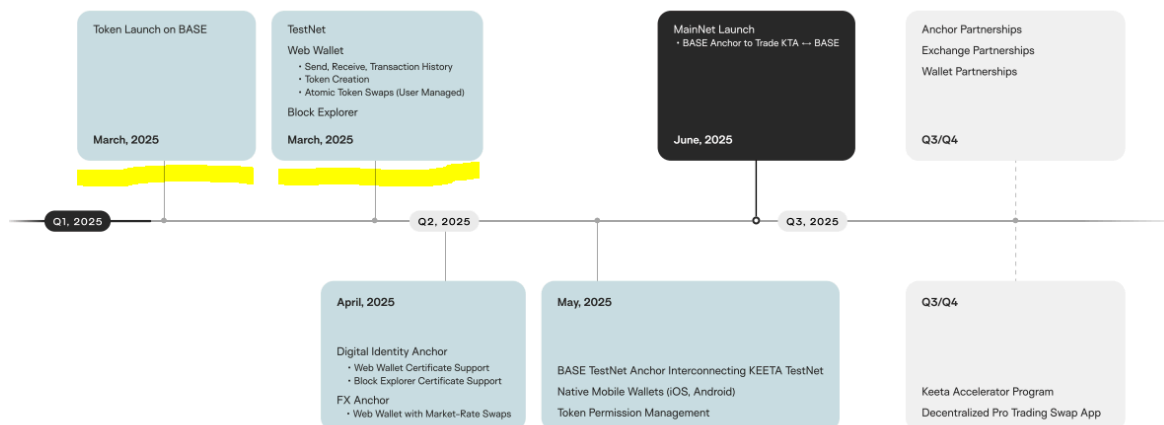 Token Launch on BASE
March, 2025
TestNet
Web Wallet
• Send, Receive, Transaction History
• Token Creation
• Atomic Token Swaps (User Managed)
Block Explorer
March, 2025
MainNet Launch
• BASE Anchor to Trade KTA ↔ BASE
June, 2025
Anchor Partnerships
Exchange Partnerships
Wallet Partnerships
Q3/Q4
Q1, 2025
Q2, 2025
Q3, 2025
April, 2025
Digital Identity Anchor
• Web Wallet Certificate Support
• Block Explorer Certificate Support
FX Anchor
• Web Wallet with Market-Rate Swaps
May, 2025
BASE TestNet Anchor Interconnecting KEETA TestNet
Native Mobile Wallets (iOS, Android)
Token Permission Management
Q3/Q4
Keeta Accelerator Program
Decentralized Pro Trading Swap App